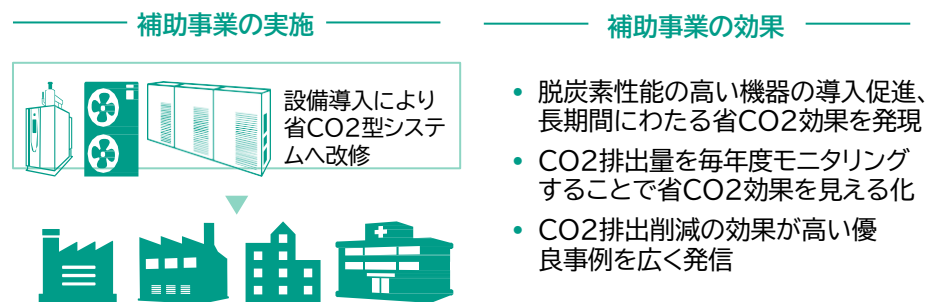 補助事業の実施
設備導入により
省CO2型システ
ムへ改修
補助事業の効果
• 脱炭素性能の高い機器の導入促進、
長期間にわたる省CO2効果を発現
• CO2排出量を毎年度モニタリング
することで省CO2効果を見える化
• CO2排出削減の効果が高い優
良事例を広く発信